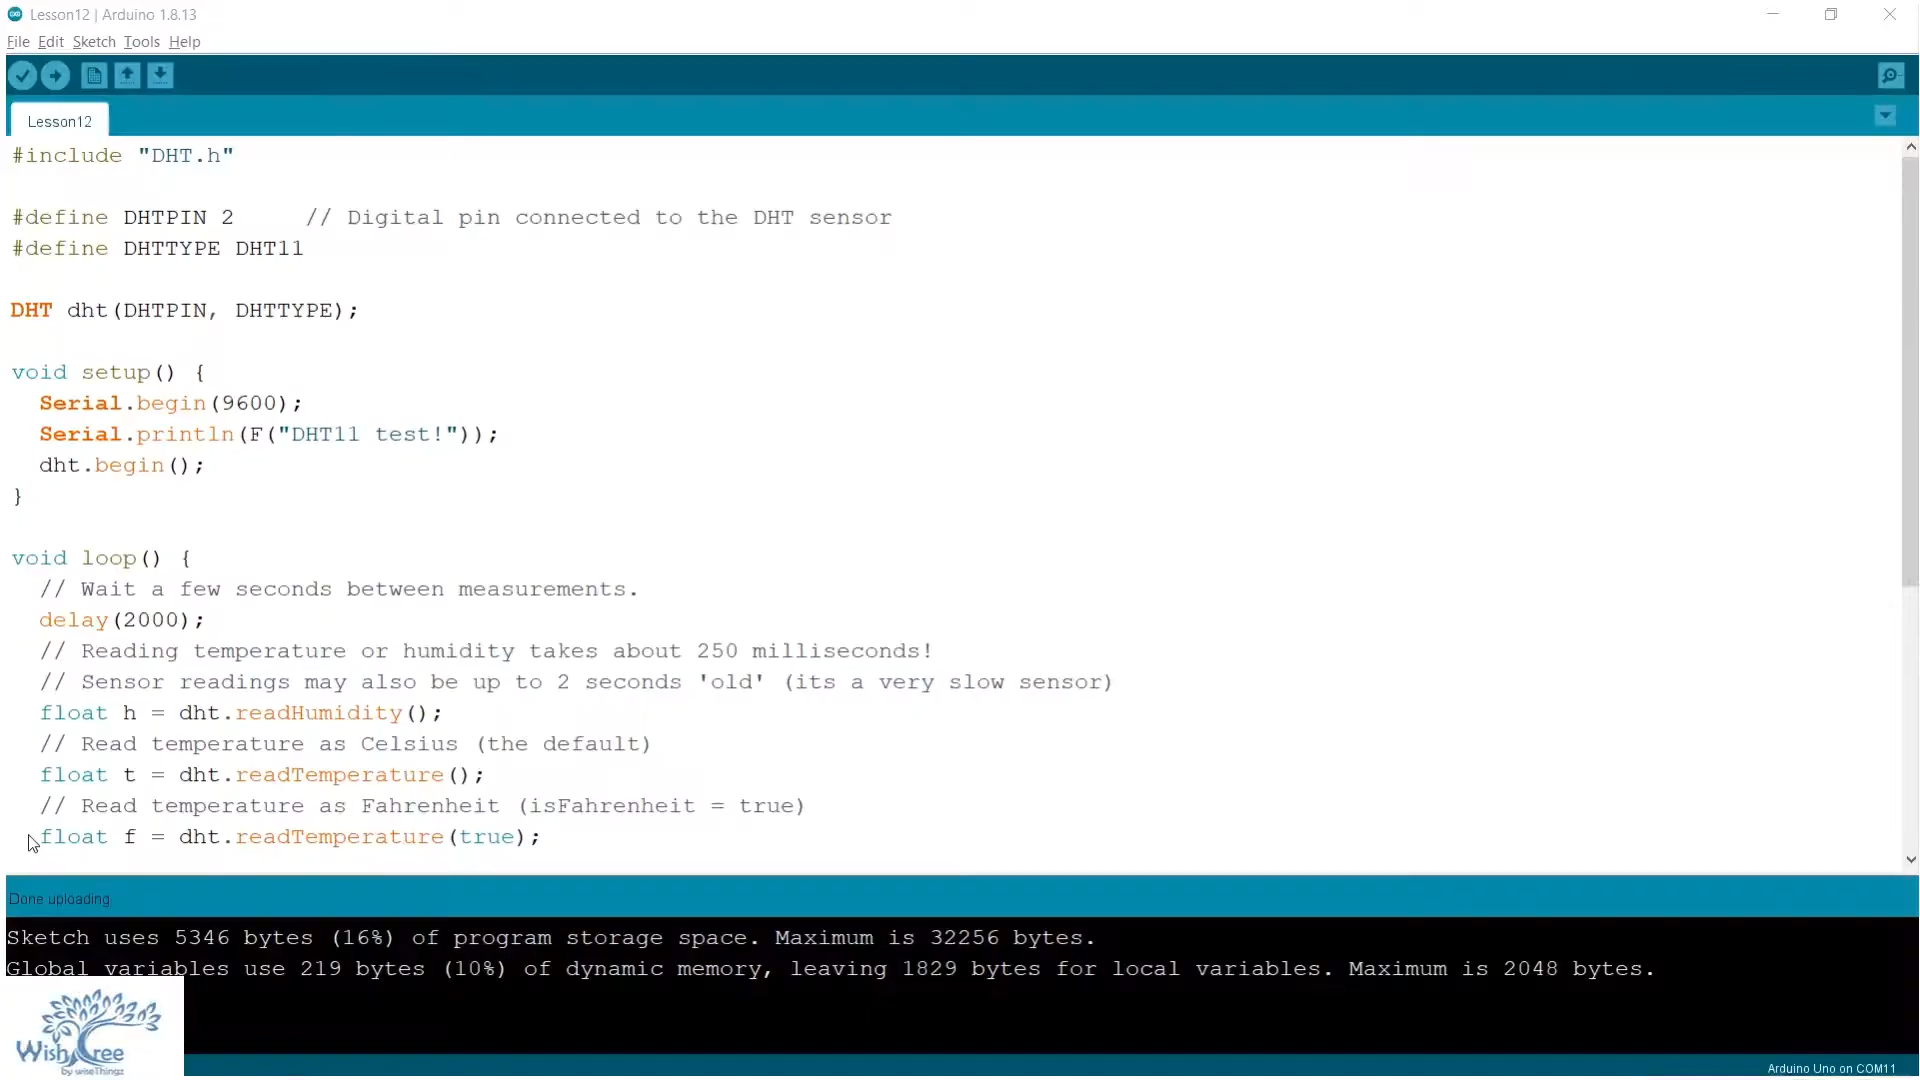 Lesson12 | Arduino 1.8.13
File Edit Sketch Tools Help
Lesson12
#include "DHT.h"
#define DHTPIN 2     // Digital pin connected to the DHT sensor
#define DHTTYPE DHT11
DHT dht(DHTPIN, DHTTYPE);
void setup() {
  Serial.begin(9600);
  Serial.println(F("DHT11 test!"));
  dht.begin();
}
void loop() {
  // Wait a few seconds between measurements.
  delay(2000);
  // Reading temperature or humidity takes about 250 milliseconds!
  // Sensor readings may also be up to 2 seconds 'old' (its a very slow sensor)
  float h = dht.readHumidity();
  // Read temperature as Celsius (the default)
  float t = dht.readTemperature();
  // Read temperature as Fahrenheit (isFahrenheit = true)
  float f = dht.readTemperature(true);
Done uploading
Sketch uses 5346 bytes (16%) of program storage space. Maximum is 32256 bytes.
Global variables use 219 bytes (10%) of dynamic memory, leaving 1829 bytes for local variables. Maximum is 2048 bytes.
WishTree
by wiseThingz
Arduino Uno on COM11